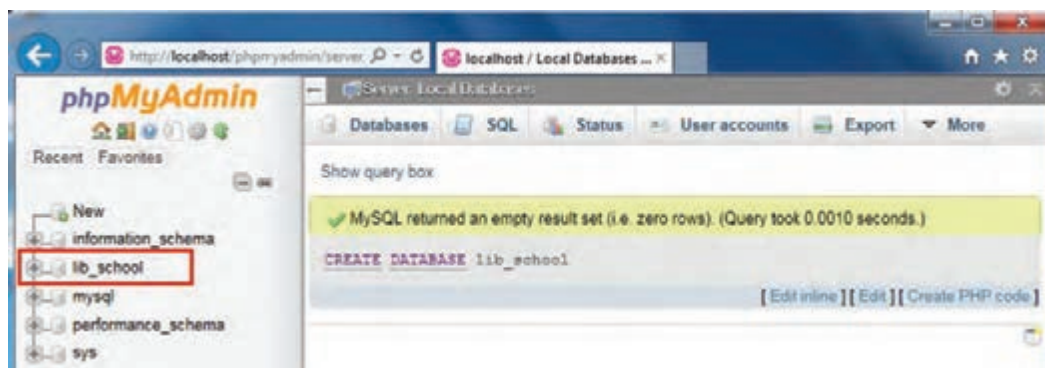 http://localhost/phpmyadmin/server.
localhost / Local Databases ... ×
phpMyAdmin
Recent Favorites
New
information_schema
lib_school
mysql
performance_schema
sys
Server: Local Databases
Databases SQL Status User accounts Export More
Show query box
MySQL returned an empty result set (i.e. zero rows). (Query took 0.0010 seconds.)
CREATE DATABASE lib_school
[ Edit inline ] [ Edit ] [ Create PHP code ]